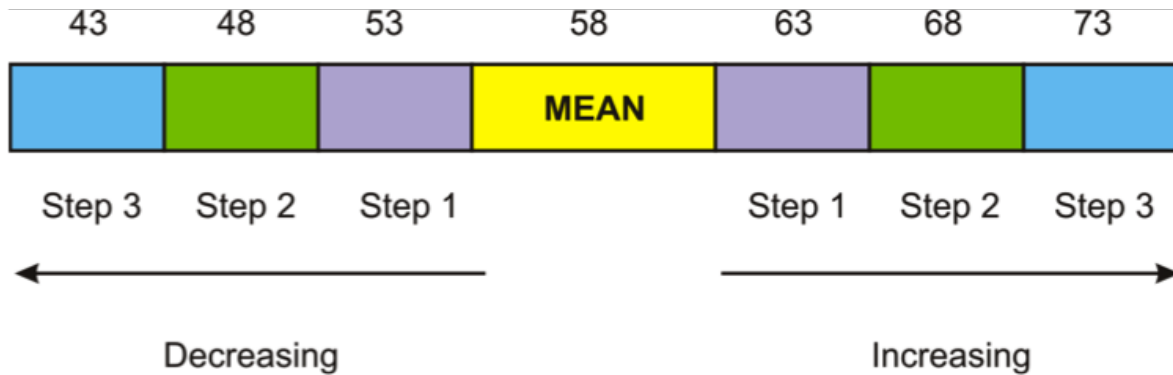 43 48 53 58 63 68 73
MEAN
Step 3 Step 2 Step 1 Step 1 Step 2 Step 3
Decreasing Increasing